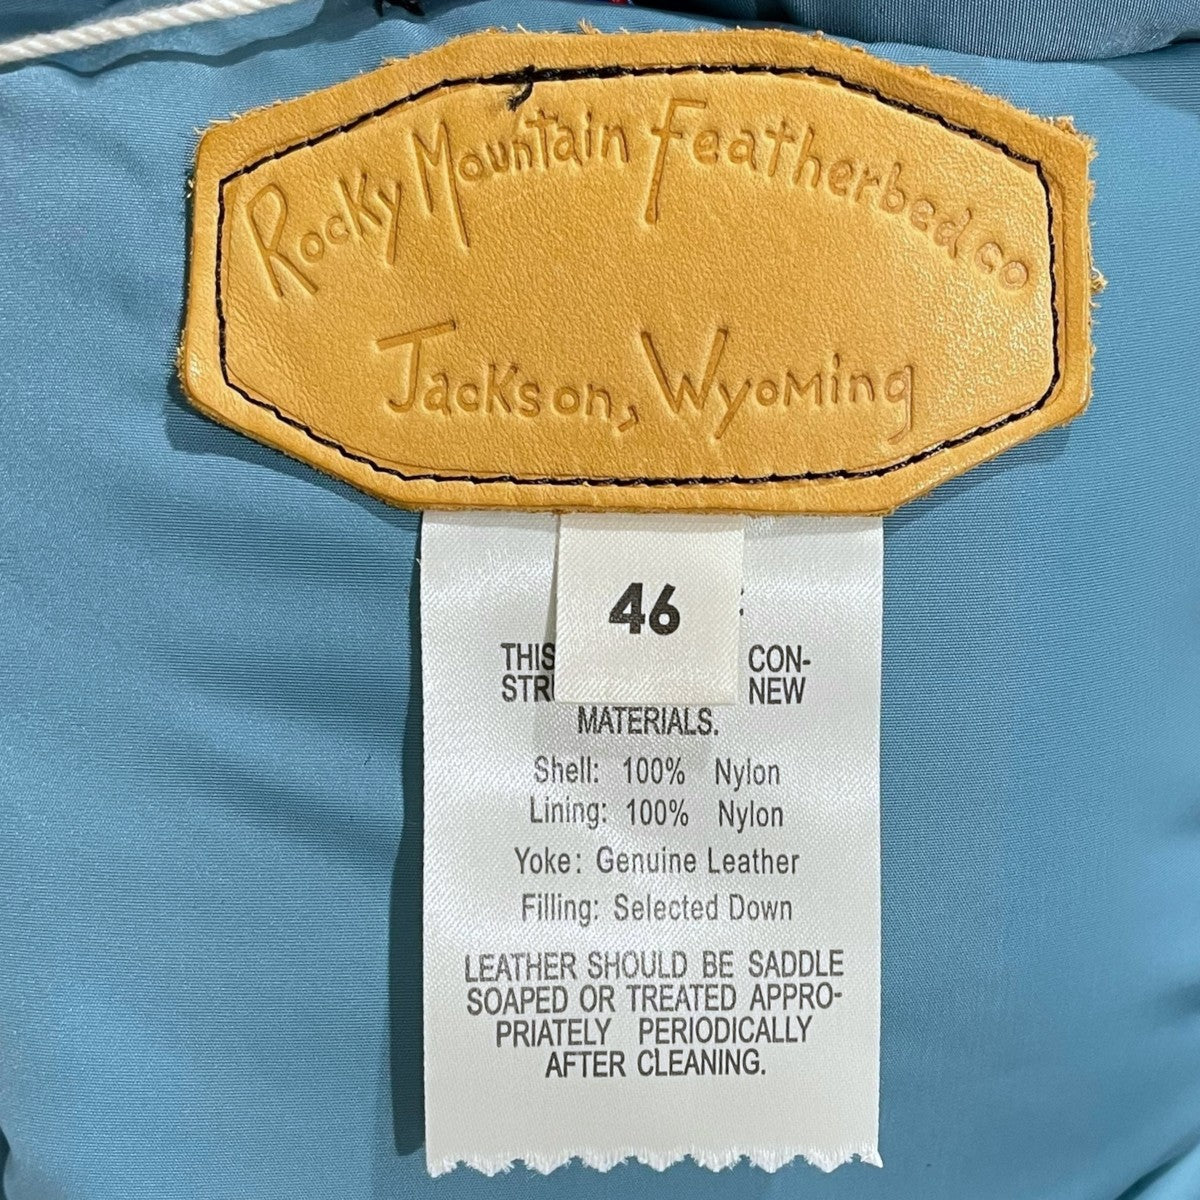 Rocky Mountain Featherbed co
Jackson, Wyoming
46
THIS CON-
NEW
MATERIALS.
Shell: 100% Nylon
Lining: 100% Nylon
Yoke: Genuine Leather
Filling: Selected Down
LEATHER SHOULD BE SADDLE
SOAPED OR TREATED APPRO-
PRIATELY PERIODICALLY
AFTER CLEANING.